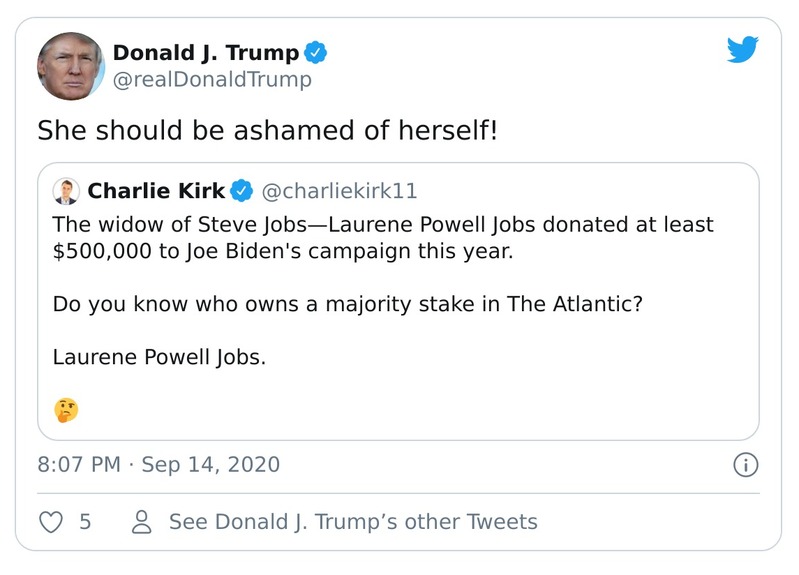 Donald J. Trump
@realDonaldTrump
She should be ashamed of herself!
Charlie Kirk @charliekirk11
The widow of Steve Jobs—Laurene Powell Jobs donated at least
$500,000 to Joe Biden's campaign this year.
Do you know who owns a majority stake in The Atlantic?
Laurene Powell Jobs.
🤔
8:07 PM · Sep 14, 2020
5 See Donald J. Trump’s other Tweets